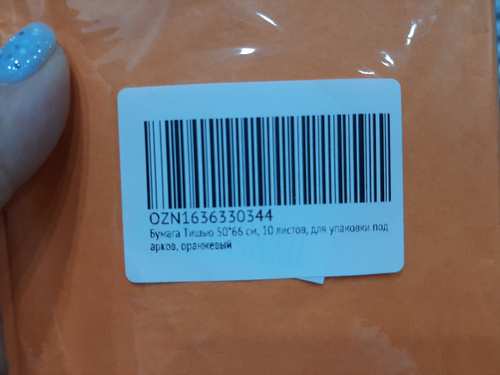 OZN1636330344
Бумага Тишью 50*66 см, 10 листов, для упаковки под
арков, оранжевый